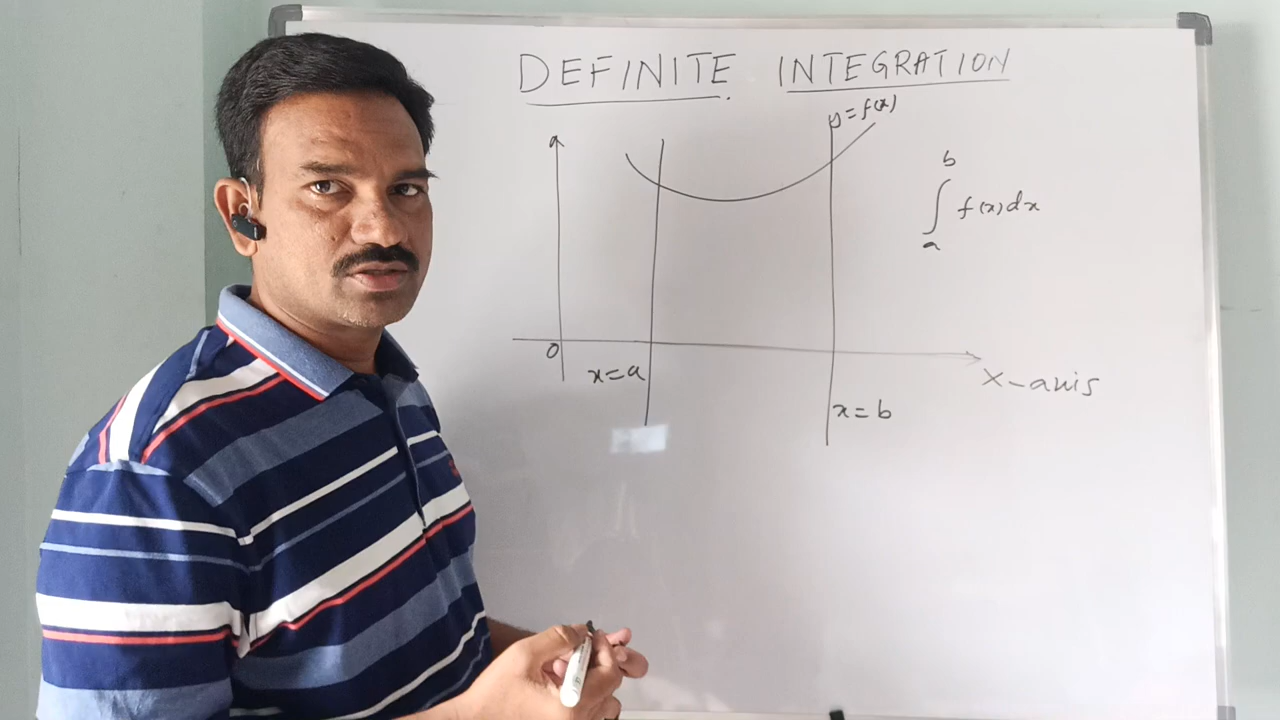 DEFINITE INTEGRATION
y = f(x)
b
∫ f(x) dx
a
0
x = a
x-axis
x = b